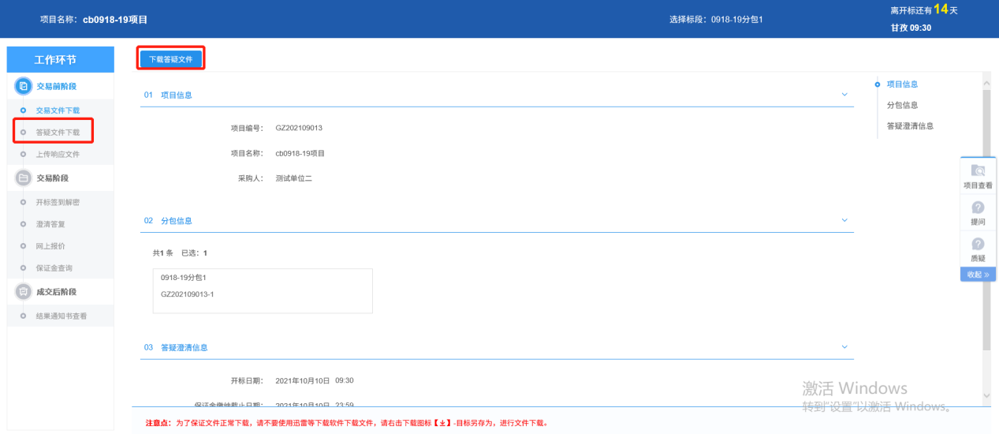 项目名称：cb0918-19项目
选择标段：0918-19分包1
离开标还有14天
甘孜 09:30
工作环节
交易前阶段
交易文件下载
答疑文件下载
上传响应文件
交易阶段
开标签到解密
澄清答复
网上报价
保证金查询
成交后阶段
结果通知书查看
下载答疑文件
01 项目信息
项目编号： GZ202109013
项目名称： cb0918-19项目
采购人： 测试单位二
02 分包信息
共1 条 已选：1
0918-19分包1
GZ202109013-1
03 答疑澄清信息
开标日期： 2021年10月10日 09:30
保证金缴纳截止日期： 2021年10月10日 23:59
注意点：为了保证文件正常下载，请不要使用迅雷等下载软件下载文件，请右击下载图标【】-目标另存为，进行文件下载。
项目信息
分包信息
答疑澄清信息
项目查看
提问
质疑
收起 »
激活 Windows
转到"设置"以激活 Windows。